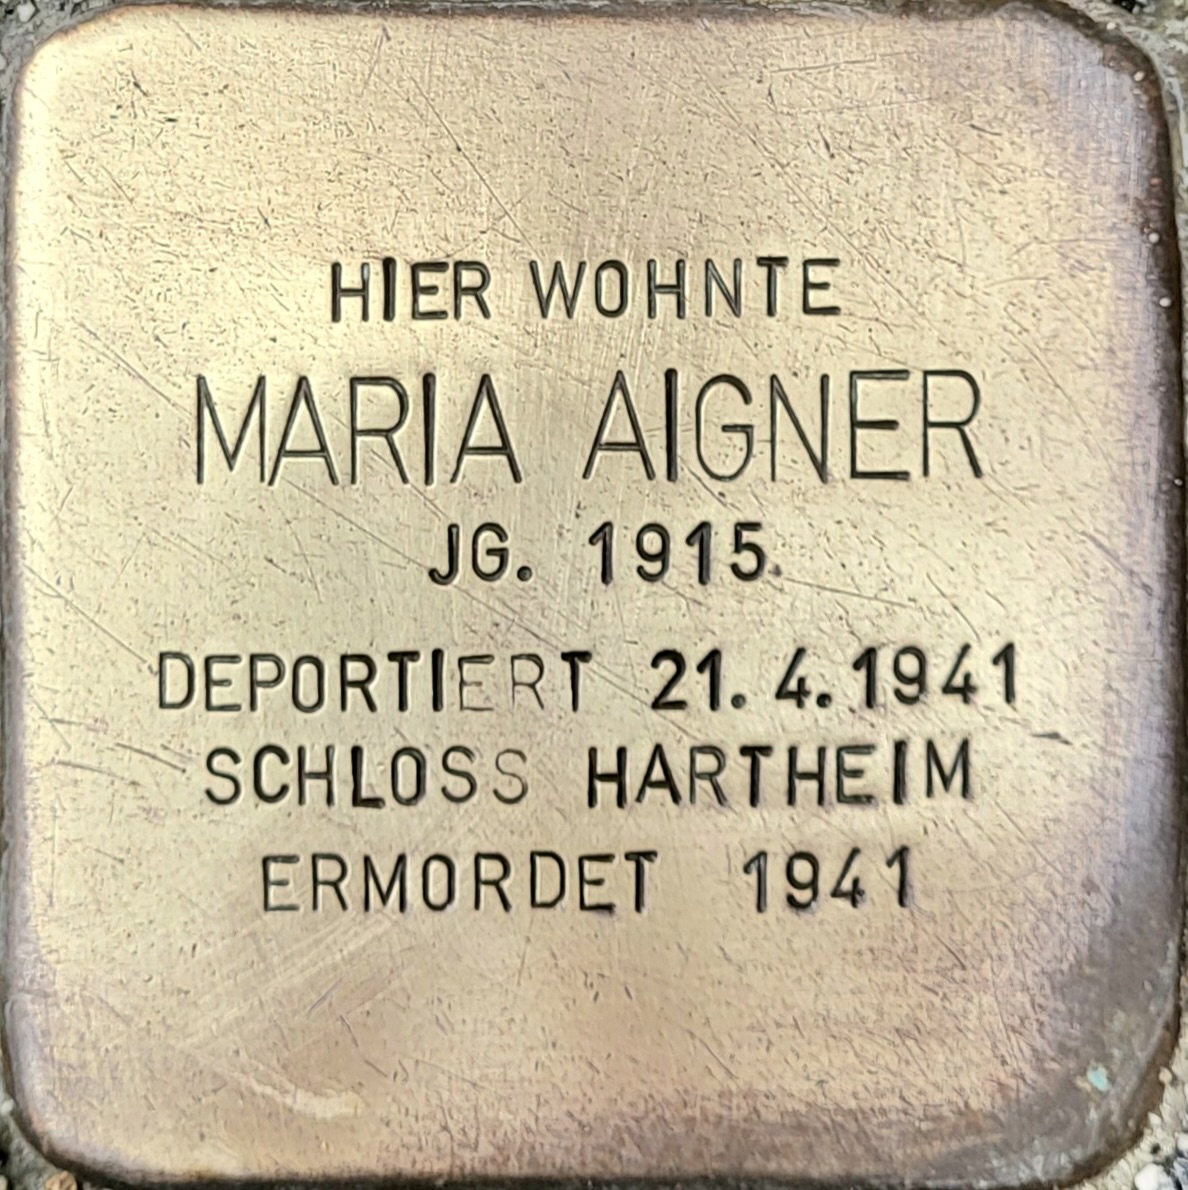 HIER WOHNTE
MARIA AIGNER
JG. 1915
DEPORTIERT 21.4.1941
SCHLOSS HARTHEIM
ERMORDET 1941